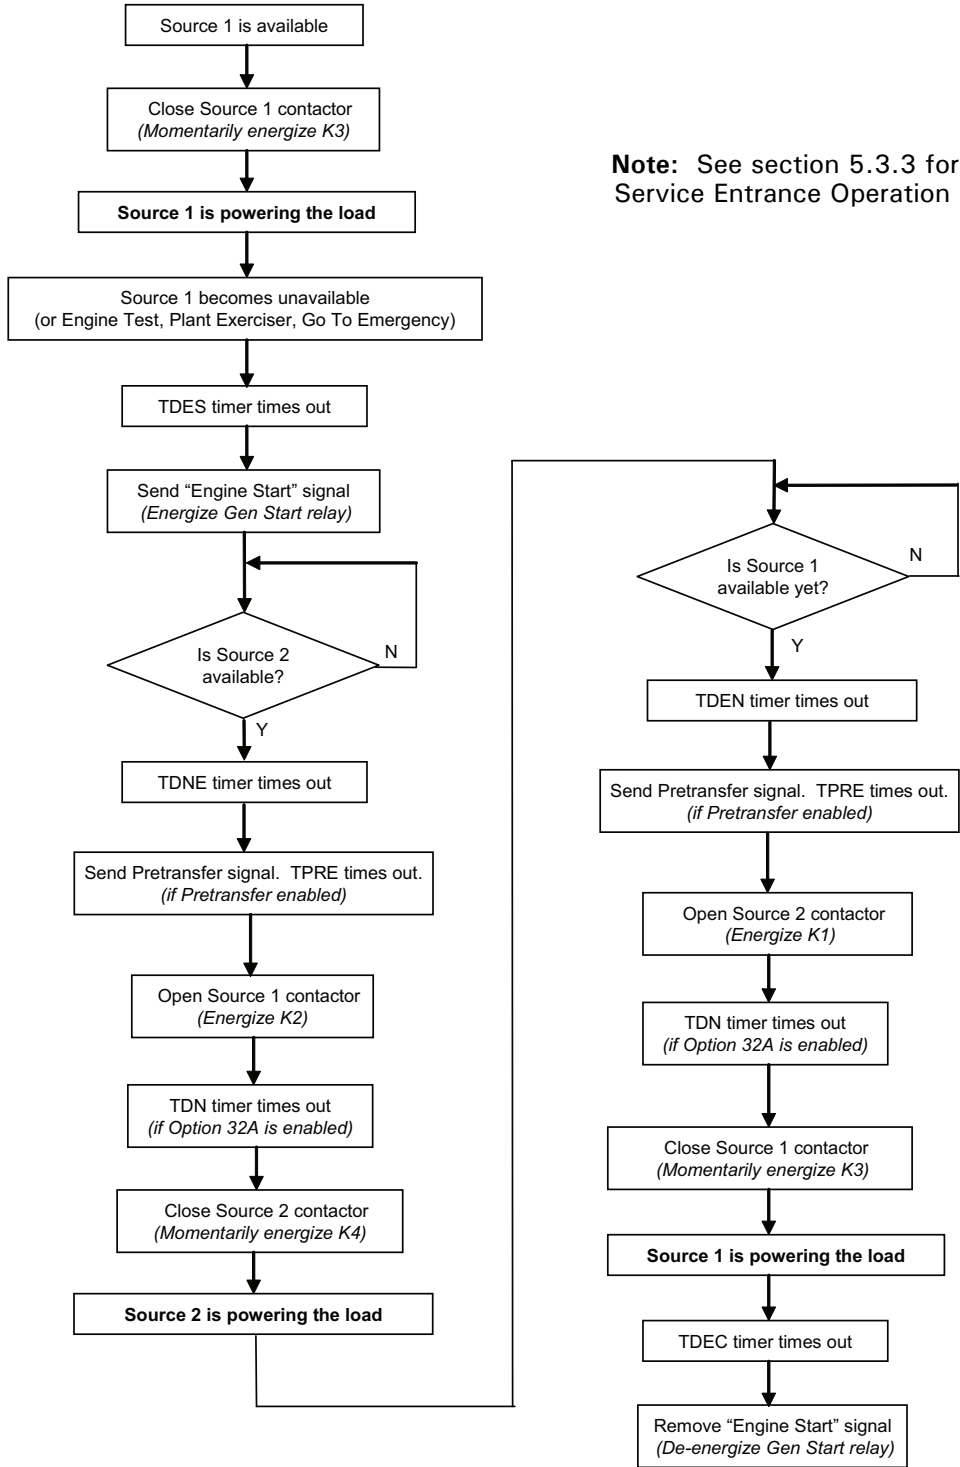 Source 1 is available
Close Source 1 contactor
(Momentarily energize K3)
Source 1 is powering the load
Source 1 becomes unavailable
(or Engine Test, Plant Exerciser, Go To Emergency)
TDES timer times out
Send “Engine Start” signal
(Energize Gen Start relay)
Is Source 2
available?
N
Y
TDNE timer times out
Send Pretransfer signal. TPRE times out.
(if Pretransfer enabled)
Open Source 1 contactor
(Energize K2)
TDN timer times out
(if Option 32A is enabled)
Close Source 2 contactor
(Momentarily energize K4)
Source 2 is powering the load
Note: See section 5.3.3 for
Service Entrance Operation
Is Source 1
available yet?
N
Y
TDEN timer times out
Send Pretransfer signal. TPRE times out.
(if Pretransfer enabled)
Open Source 2 contactor
(Energize K1)
TDN timer times out
(if Option 32A is enabled)
Close Source 1 contactor
(Momentarily energize K3)
Source 1 is powering the load
TDEC timer times out
Remove “Engine Start” signal
(De-energize Gen Start relay)